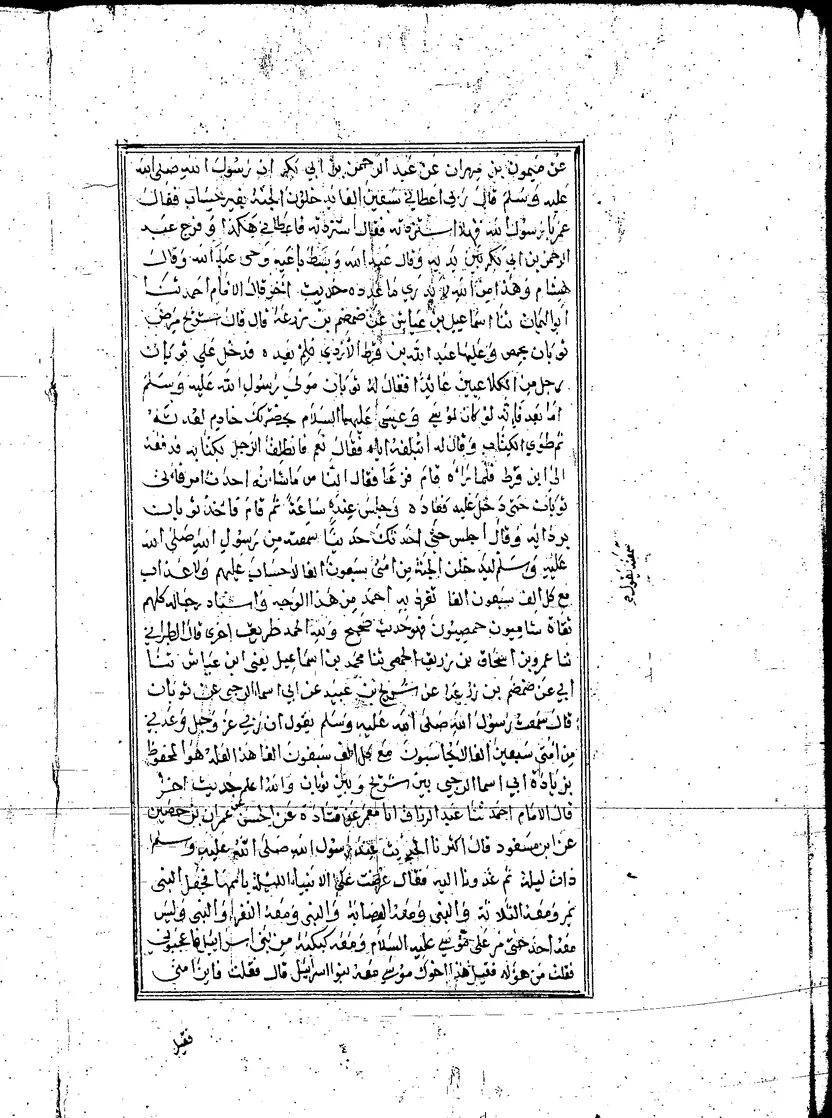 عن ميمون بن مهران عن عبد الرحمن بن ابي بكر ان رسول الله صلى الله
عليه وسلم قال ربي اعطاني سبعين الفا يدخلون الجنة بغير حساب فقال
عمر يا رسول الله فهلا استزدته فقال استزدته فاعطاني هكذا وفرج عبد
الرحمن بن ابي بكر بين يديه وقال عبد الله وبسط باعيه وحثى عبد الله وقال
هشام وهذا من الله لا يدري ما عدده حديث اخر قال الامام احمد ثنا
ابو اليمان ثنا اسماعيل بن عياش عن ضمضم بن زرعة قال قال شريح مرض
ثوبان بحمص وعليها عبد الله بن قرط الازدي فلم يعده فدخل على ثوبان
رجل من الكلاعيين عائدا فقال له ثوبان مولى رسول الله عليه وسلم
اما بعد فانه لو كان لموسى وعيسى عليهما السلام بحضرتك خادم لعدته
ثم طوى الكتاب وقال له اتبلغه اياه فقال نعم فانطلق الرجل بكتابه فدفعه
الى ابن قرط فلما رآه قام فزعا فقال الناس ما شانه احدث امر فاتى
ثوبان حتى دخل عليه فعاده وجلس عنده ساعة ثم قام فاخذ ثوبان
بردائه وقال اجلس حتى احدثك حديثا سمعته من رسول الله صلى الله
عليه وسلم ليدخلن الجنة من امتي سبعون الفا لا حساب عليهم ولا عذاب
مع كل الف سبعون الفا تفرد به احمد من هذا الوجه واسناد رجاله كلهم
ثقاة شاميون حمصيون فهو حديث صحيح ولله الحمد طريق اخرى قال الطبراني
ثنا عمرو بن اسحاق بن زريق الحمصي ثنا محمد بن اسماعيل يعني ابن عياش ثنا
ابي عن ضمضم بن زرعة عن شريح بن عبيد عن ابي اسما الرحبي عن ثوبان
قال سمعت رسول الله صلى الله عليه وسلم يقول ان ربي عز وجل وعدني
من امتي سبعين الفا لا يحاسبون مع كل الف سبعون الفا هذا لعله هو المحفوظ
بزيادة ابي اسما الرحبي بين شريح وبين ثوبان والله اعلم حديث اخر
قال الامام احمد ثنا عبد الرزاق انا معمر عن قتادة عن الحسن عن عمران بن حصين
عن ابن مسعود قال اكثرنا الحديث عند رسول الله صلى الله عليه وسلم
ذات ليلة ثم غدونا اليه فقال عرضت علي الانبياء الليلة باممها فجعل النبي
يمر ومعه الثلاثة والنبي ومعه العصابة والنبي ومعه النفر والنبي وليس
معه احد حتى مر علي موسى عليه السلام ومعه كبكبة من بني اسرائيل فاعجبوني
فقلت من هؤلاء فقيل هذا اخوك موسى معه بنوا اسرائيل قال فقلت فاين امتي
فقيل
سمعته يقول